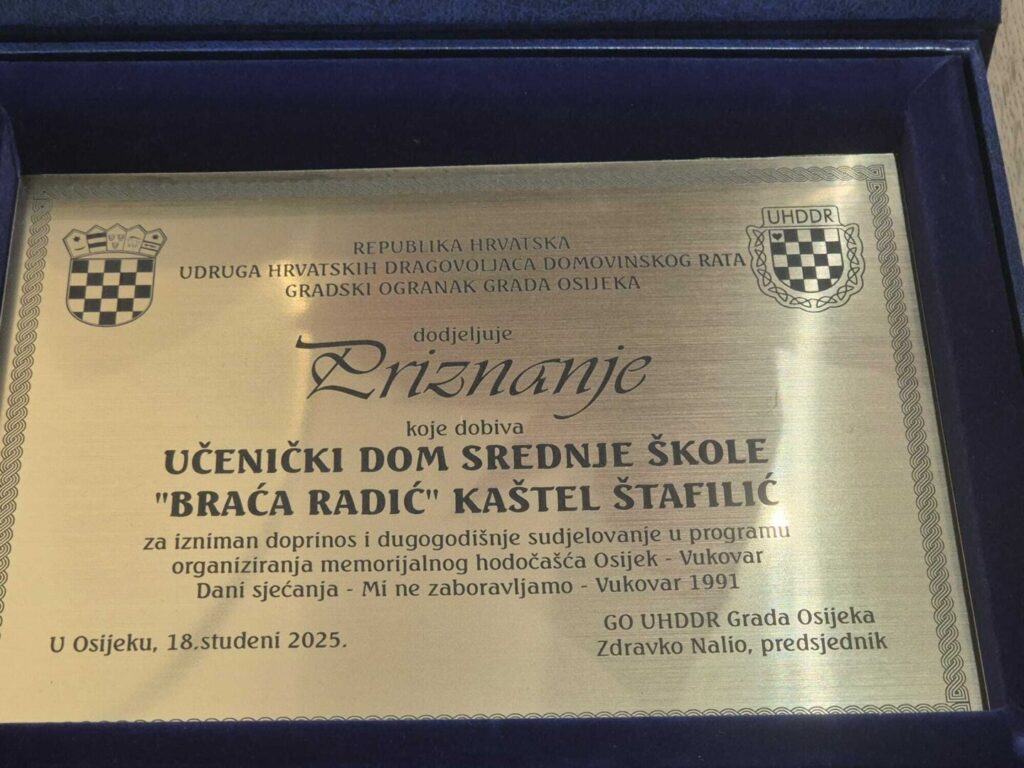 UHDDR
REPUBLIKA HRVATSKA
UDRUGA HRVATSKIH DRAGOVOLJACA DOMOVINSKOG RATA
GRADSKI OGRANAK GRADA OSIJEKA
dodjeljuje
Priznanje
koje dobiva
UČENIČKI DOM SREDNJE ŠKOLE
"BRAĆA RADIĆ" KAŠTEL ŠTAFILIĆ
za izniman doprinos i dugogodišnje sudjelovanje u programu
organiziranja memorijalnog hodočašća Osijek - Vukovar
Dani sjećanja - Mi ne zaboravljamo - Vukovar 1991
GO UHDDR Grada Osijeka
U Osijeku, 18.studeni 2025.
Zdravko Nalio, predsjednik